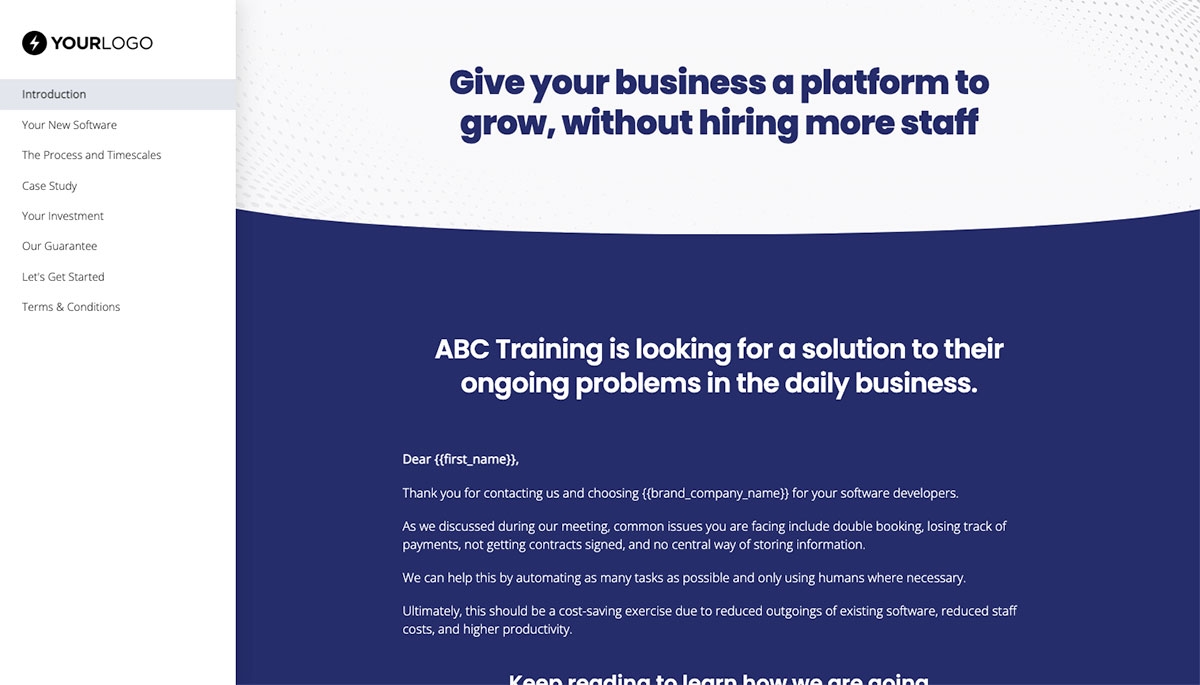 YOURLOGO
Introduction
Your New Software
The Process and Timescales
Case Study
Your Investment
Our Guarantee
Let's Get Started
Terms & Conditions
Give your business a platform to
grow, without hiring more staff
ABC Training is looking for a solution to their
ongoing problems in the daily business.
Dear {{first_name}},
Thank you for contacting us and choosing {{brand_company_name}} for your software developers.
As we discussed during our meeting, common issues you are facing include double booking, losing track of
payments, not getting contracts signed, and no central way of storing information.
We can help this by automating as many tasks as possible and only using humans where necessary.
Ultimately, this should be a cost-saving exercise due to reduced outgoings of existing software, reduced staff
costs, and higher productivity.
Keep reading to learn how we are going